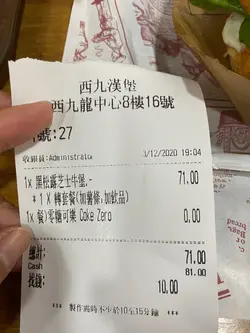 西九漢堡
西九龍中心8樓16號
號:27
收銀員:Administrato
3/12/2020 19:04
1x 黑松露芝士牛堡.- 71.00
* 1 X 轉套餐(加薯條,加飲品)
1x 餐)零糖可樂 Coke Zero 0.00
總計: 71.00
Cash 81.00
找續: 10.00
*** 製作需時不少於10至15分鐘 ***